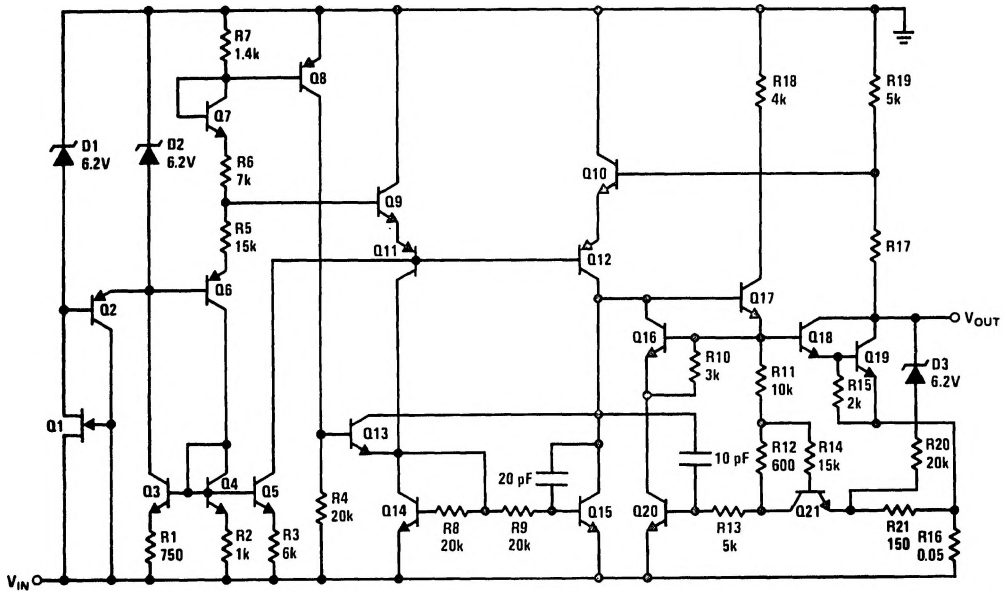 R7
1.4k
Q8
R18
4k
R19
5k
Q7
D1
6.2V
D2
6.2V
R6
7k
Q10
Q9
R5
15k
Q11
Q12
R17
Q2
Q6
Q17
VOUT
Q16
Q18
Q19
R10
3k
R11
10k
R15
2k
D3
6.2V
Q1
Q13
R12
600
R14
15k
R20
20k
20 pF
10 pF
Q3
Q4
Q5
R4
20k
Q14
R8
20k
R9
20k
Q15
Q20
R13
5k
Q21
R21
150
R16
0.05
R1
750
R2
1k
R3
6k
VIN